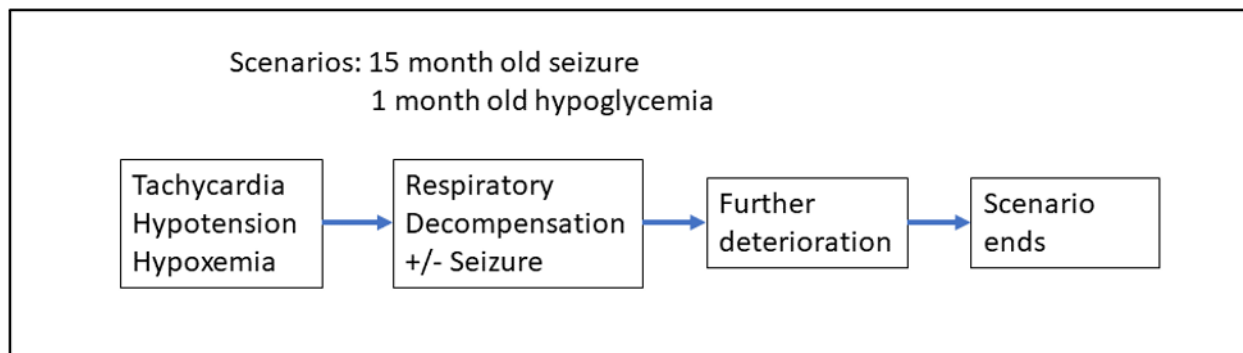 Scenarios: 15 month old seizure
1 month old hypoglycemia
Tachycardia
Hypotension
Hypoxemia
Respiratory
Decompensation
+/- Seizure
Further
deterioration
Scenario
ends